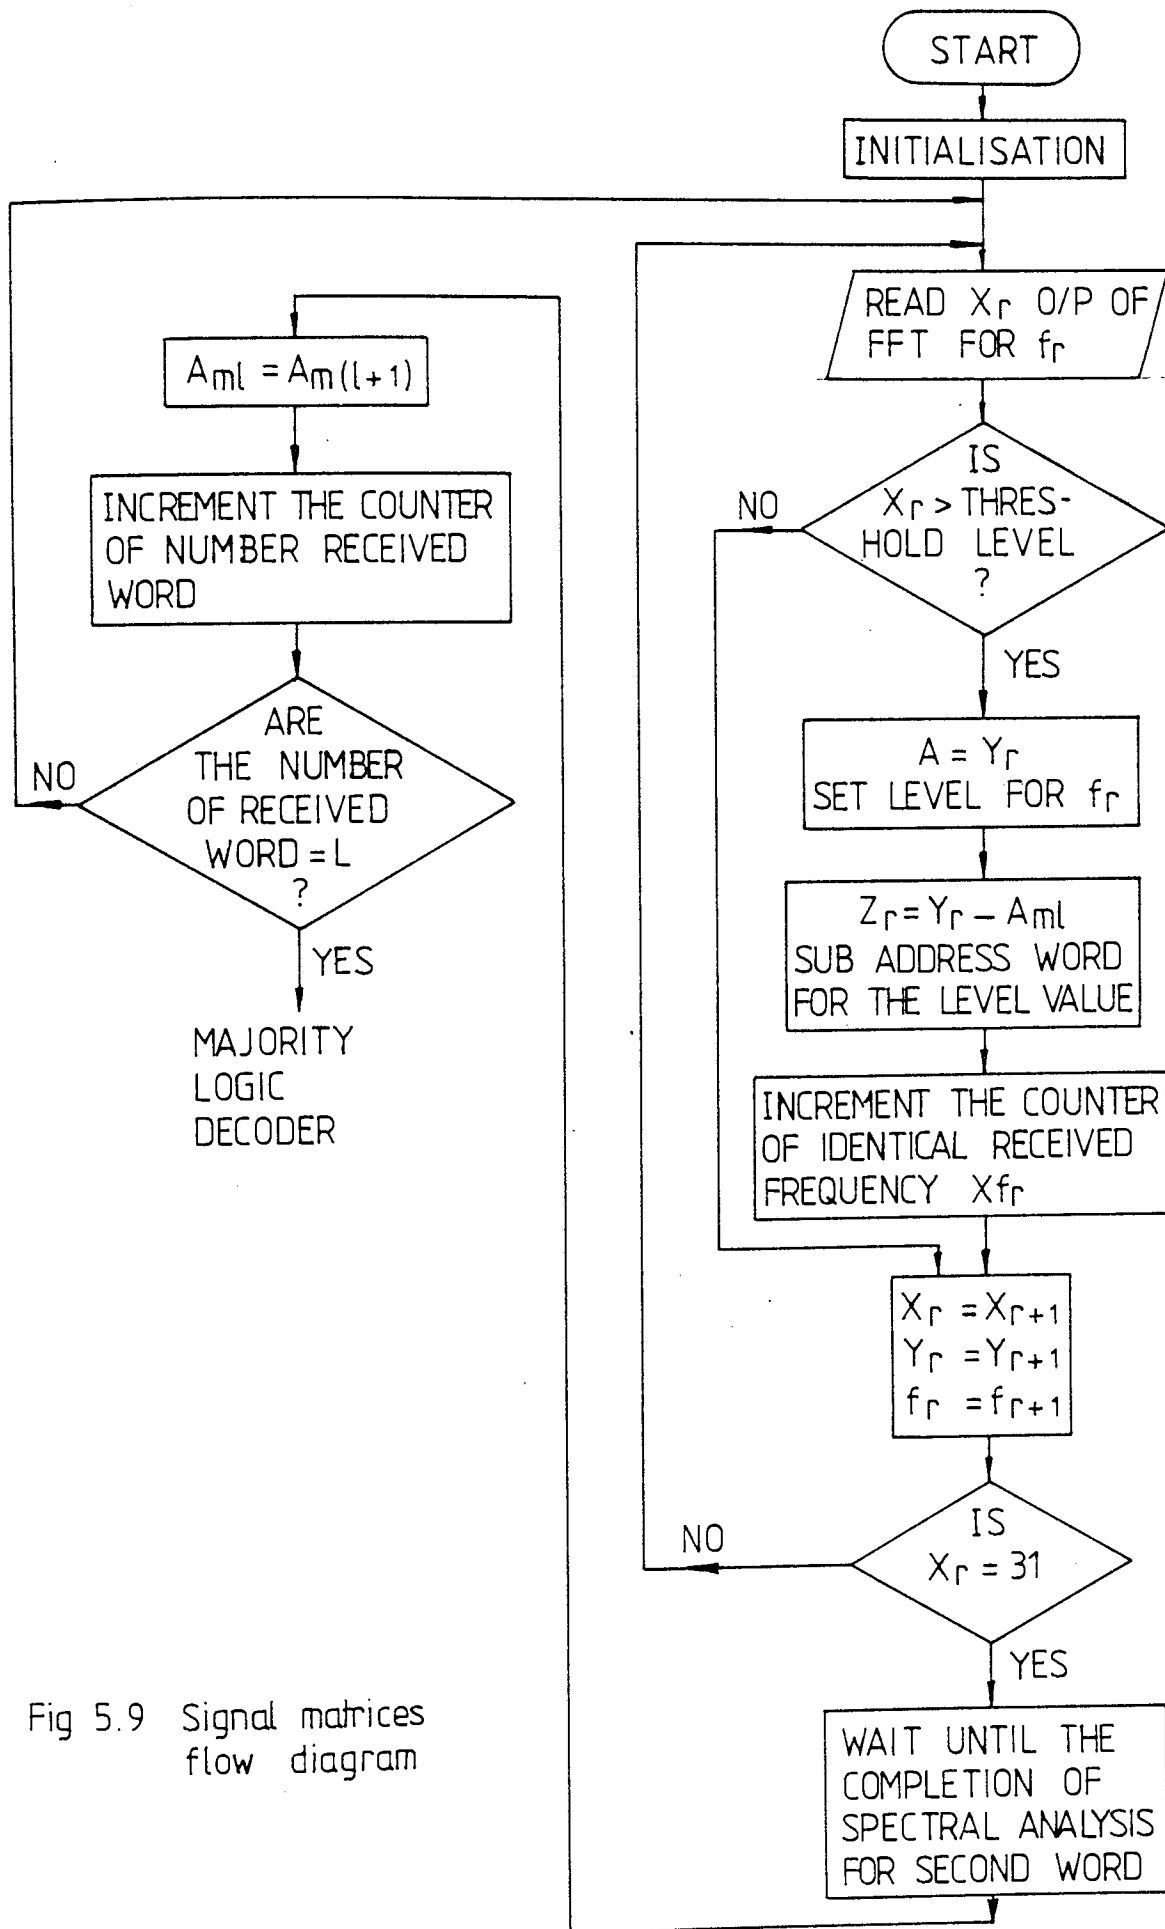 START
INITIALISATION
READ Xr O/P OF
FFT FOR fr
IS
Xr > THRES-
HOLD LEVEL
?
NO
YES
A = Yr
SET LEVEL FOR fr
Zr = Yr − Aml
SUB ADDRESS WORD
FOR THE LEVEL VALUE
INCREMENT THE COUNTER
OF IDENTICAL RECEIVED
FREQUENCY Xfr
Xr = Xr+1
Yr = Yr+1
fr = fr+1
IS
Xr = 31
NO
YES
WAIT UNTIL THE
COMPLETION OF
SPECTRAL ANALYSIS
FOR SECOND WORD
Aml = Am(l+1)
INCREMENT THE COUNTER
OF NUMBER RECEIVED
WORD
ARE
THE NUMBER
OF RECEIVED
WORD = L
?
NO
YES
MAJORITY
LOGIC
DECODER
Fig 5.9 Signal matrices
flow diagram